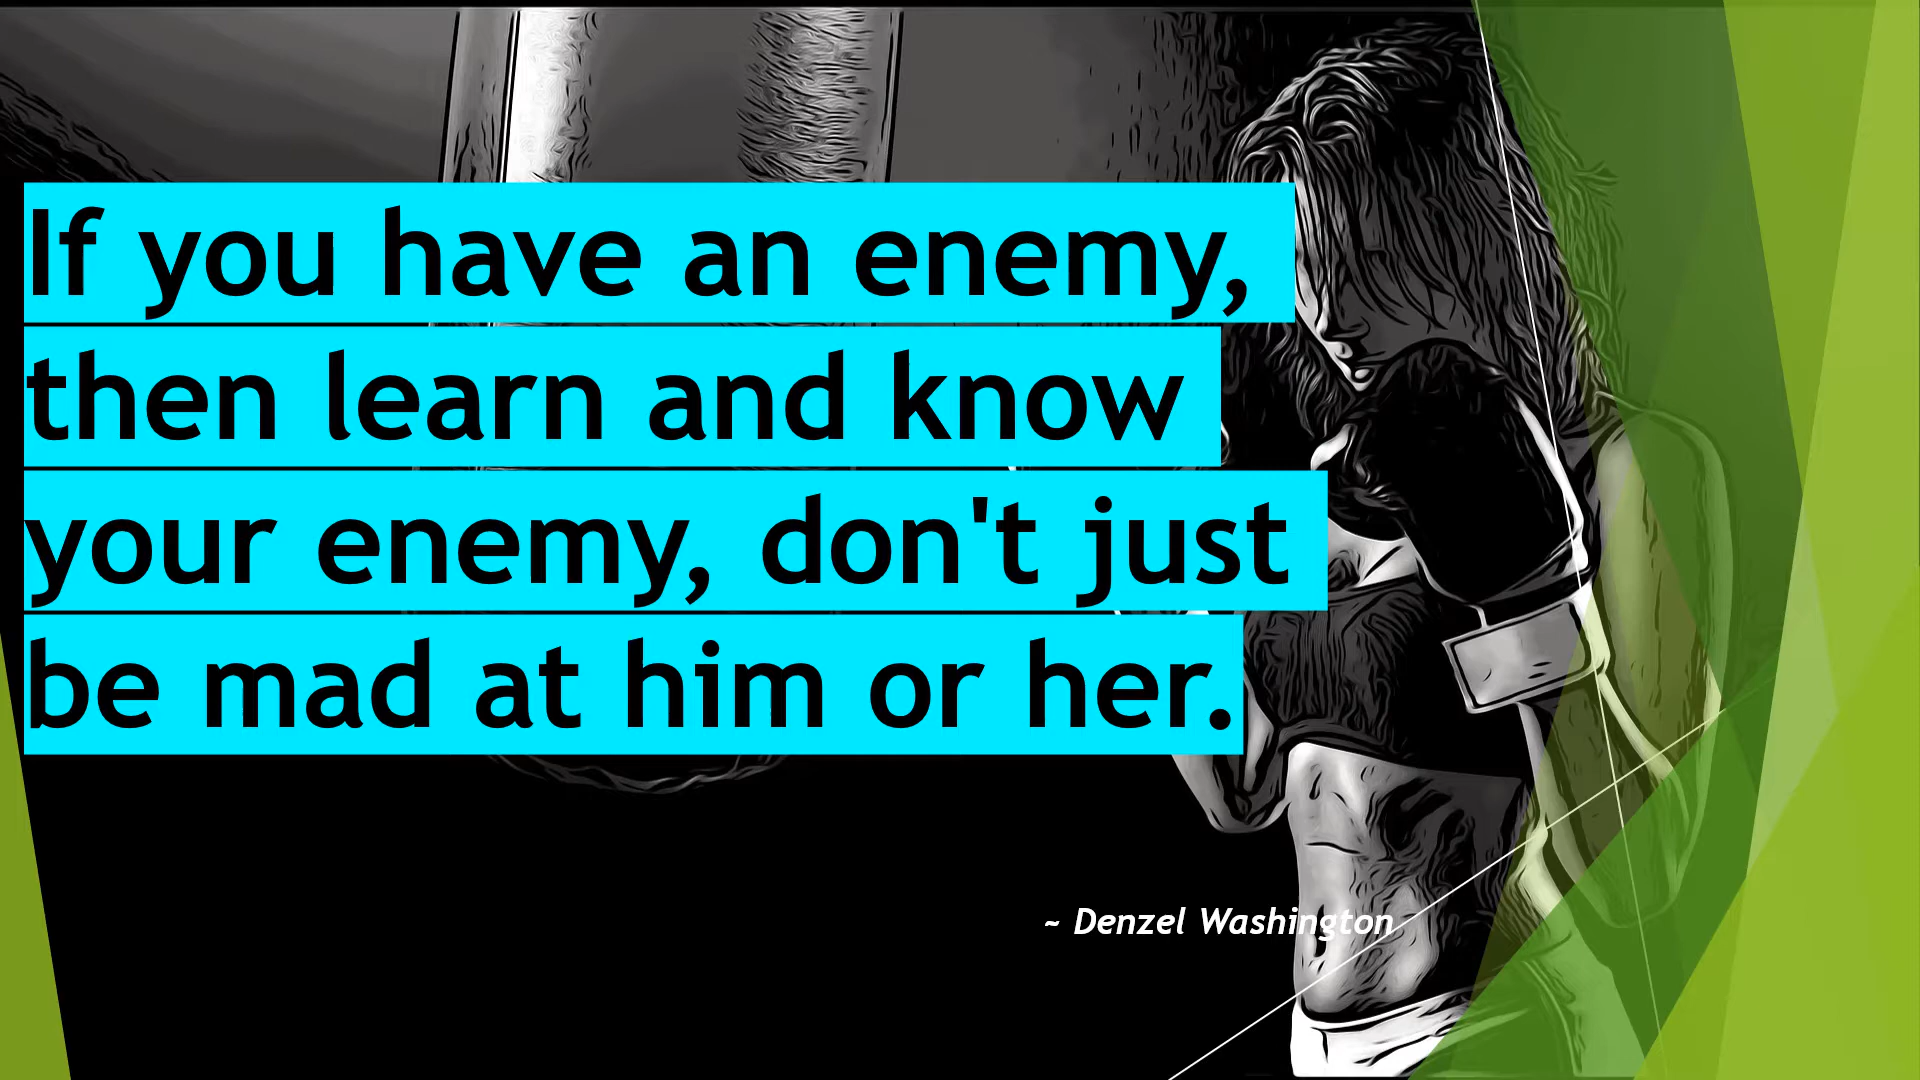 If you have an enemy,
then learn and know
your enemy, don't just
be mad at him or her.
~ Denzel Washington